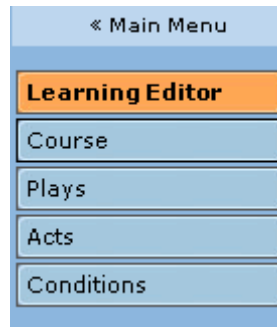 « Main Menu
Learning Editor
Course
Plays
Acts
Conditions